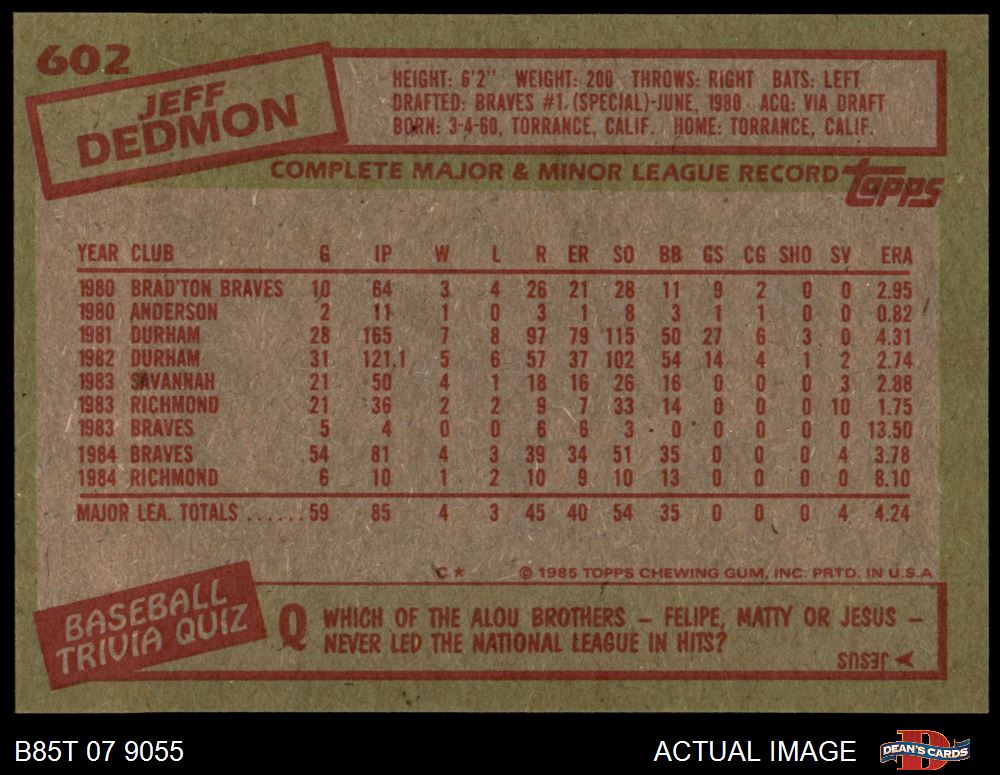 602
JEFF
DEDMON
HEIGHT: 6'2" WEIGHT: 200 THROWS: RIGHT BATS: LEFT
DRAFTED: BRAVES #1. (SPECIAL)-JUNE, 1980 ACQ: VIA DRAFT
BORN: 3-4-60, TORRANCE, CALIF. HOME: TORRANCE, CALIF.
COMPLETE MAJOR & MINOR LEAGUE RECORD topps
YEAR CLUB G IP W L R ER SO BB GS CG SHO SV ERA
1980 BRAD'TON BRAVES 10 64 3 4 26 21 28 11 9 2 0 0 2.95
1980 ANDERSON 2 11 1 0 3 1 8 3 1 1 0 0 0.82
1981 DURHAM 28 165 7 8 97 79 115 50 27 6 3 0 4.31
1982 DURHAM 31 121.1 5 6 57 37 102 54 14 4 1 2 2.74
1983 SAVANNAH 21 50 4 1 18 16 26 16 0 0 0 3 2.88
1983 RICHMOND 21 36 2 2 9 7 33 14 0 0 0 10 1.75
1983 BRAVES 5 4 0 0 6 6 3 0 0 0 0 0 13.50
1984 BRAVES 54 81 4 3 39 34 51 35 0 0 0 4 3.78
1984 RICHMOND 6 10 1 2 10 9 10 13 0 0 0 0 8.10
MAJOR LEA. TOTALS ......59 85 4 3 45 40 54 35 0 0 0 4 4.24
C* © 1985 TOPPS CHEWING GUM, INC. PRTD. IN U.S.A
BASEBALL
TRIVIA QUIZ
Q WHICH OF THE ALOU BROTHERS – FELIPE, MATTY OR JESUS –
NEVER LED THE NATIONAL LEAGUE IN HITS?
JESUS
B85T 07 9055 ACTUAL IMAGE DEAN'S CARDS